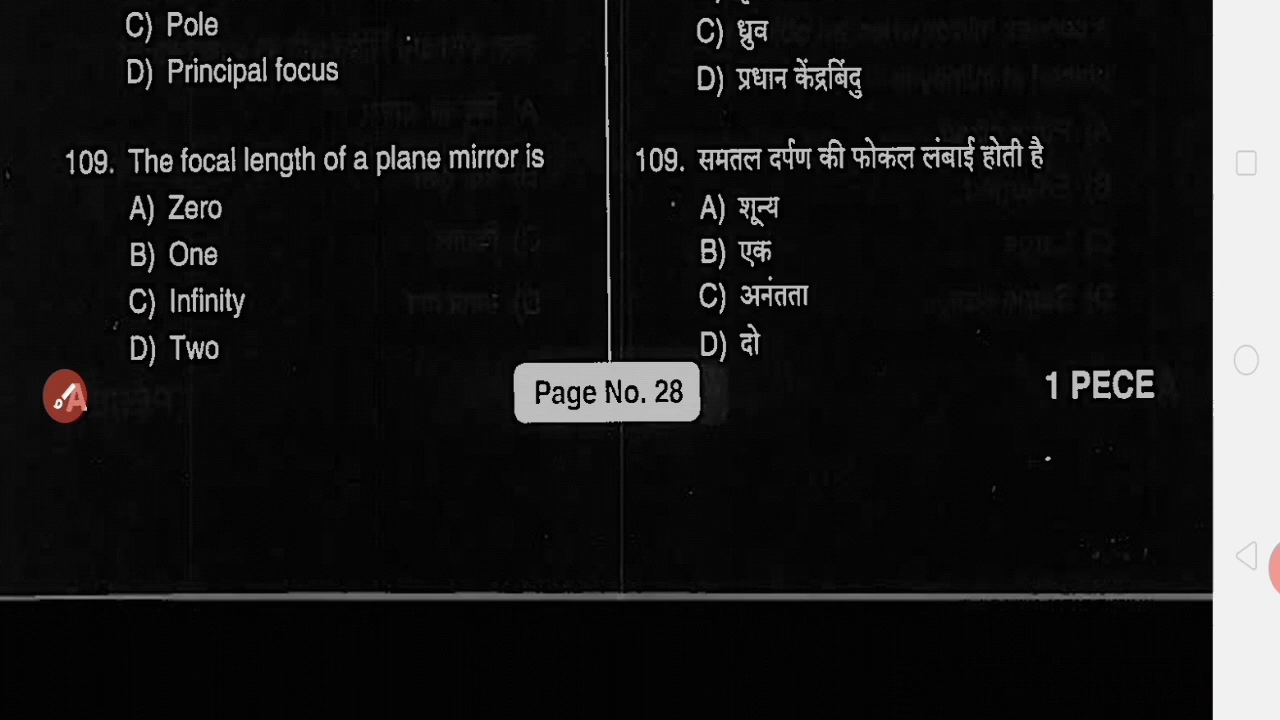 C) Pole
D) Principal focus
109. The focal length of a plane mirror is
A) Zero
B) One
C) Infinity
D) Two
C) ध्रुव
D) प्रधान केंद्रबिंदु
109. समतल दर्पण की फोकल लंबाई होती है
A) शून्य
B) एक
C) अनंतता
D) दो
Page No. 28
1 PECE